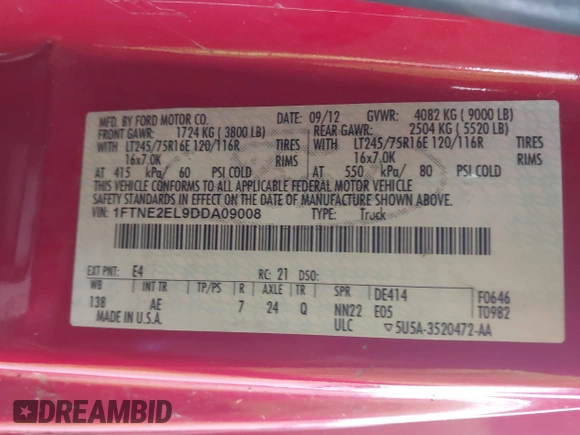 MFD. BY FORD MOTOR CO. DATE: 09/12 GVWR: 4082 KG ( 9000 LB)
FRONT GAWR: 1724 KG ( 3800 LB) REAR GAWR: 2504 KG ( 5520 LB)
WITH LT245/75R16E 120/116R TIRES WITH LT245/75R16E 120/116R TIRES
16x7.0K RIMS 16x7.0K RIMS
AT 415 kPa/ 60 PSI COLD AT 550 kPa/ 80 PSI COLD
THIS VEHICLE CONFORMS TO ALL APPLICABLE FEDERAL MOTOR VEHICLE
SAFETY STANDARDS IN EFFECT ON THE DATE OF MANUFACTURE SHOWN ABOVE.
VIN: 1FTNE2EL9DDA09008 TYPE: Truck
EXT PNT: E4 RC: 21 DSO:
WB INT TR TP/PS R AXLE TR SPR DE414 F0646
138 AE 7 24 Q NN22 E05 T0982
MADE IN U.S.A. ULC ▽5U5A-3520472-AA
DREAMBID